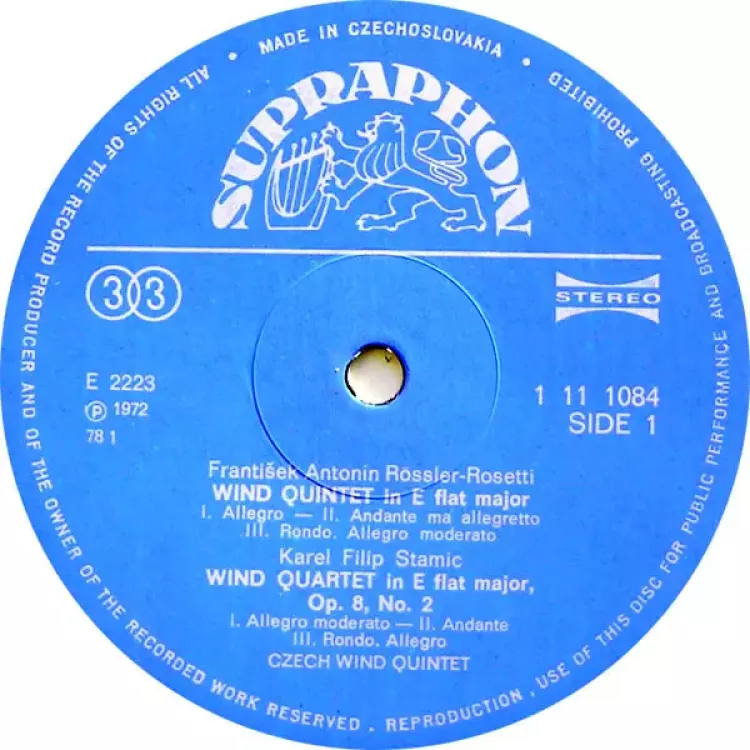 • MADE IN CZECHOSLOVAKIA •
ALL RIGHTS OF THE RECORD PRODUCER AND OF THE OWNER OF THE RECORDED WORK RESERVED. REPRODUCTION, USE OF THIS DISC FOR PUBLIC PERFORMANCE AND BROADCASTING PROHIBITED
SUPRAPHON
33
STEREO
E 2223
Ⓟ 1972
78 1
1 11 1084
SIDE 1
František Antonín Rössler-Rosetti
WIND QUINTET in E flat major
I. Allegro — II. Andante ma allegretto
III. Rondo. Allegro moderato
Karel Filip Stamic
WIND QUARTET in E flat major,
Op. 8, No. 2
I. Allegro moderato — II. Andante
III. Rondo. Allegro
CZECH WIND QUINTET